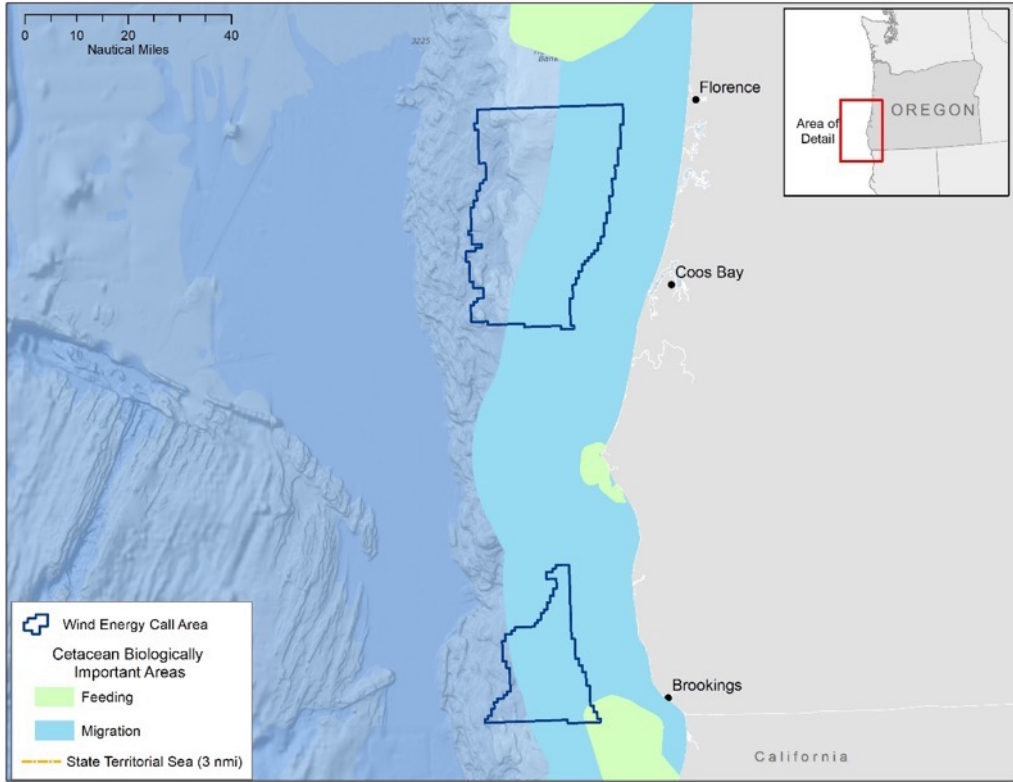 0 10 20 40
Nautical Miles
3225
Bank
Florence
OREGON
Area of
Detail
Coos Bay
Wind Energy Call Area
Cetacean Biologically
Important Areas
Feeding
Migration
State Territorial Sea (3 nmi)
Brookings
California